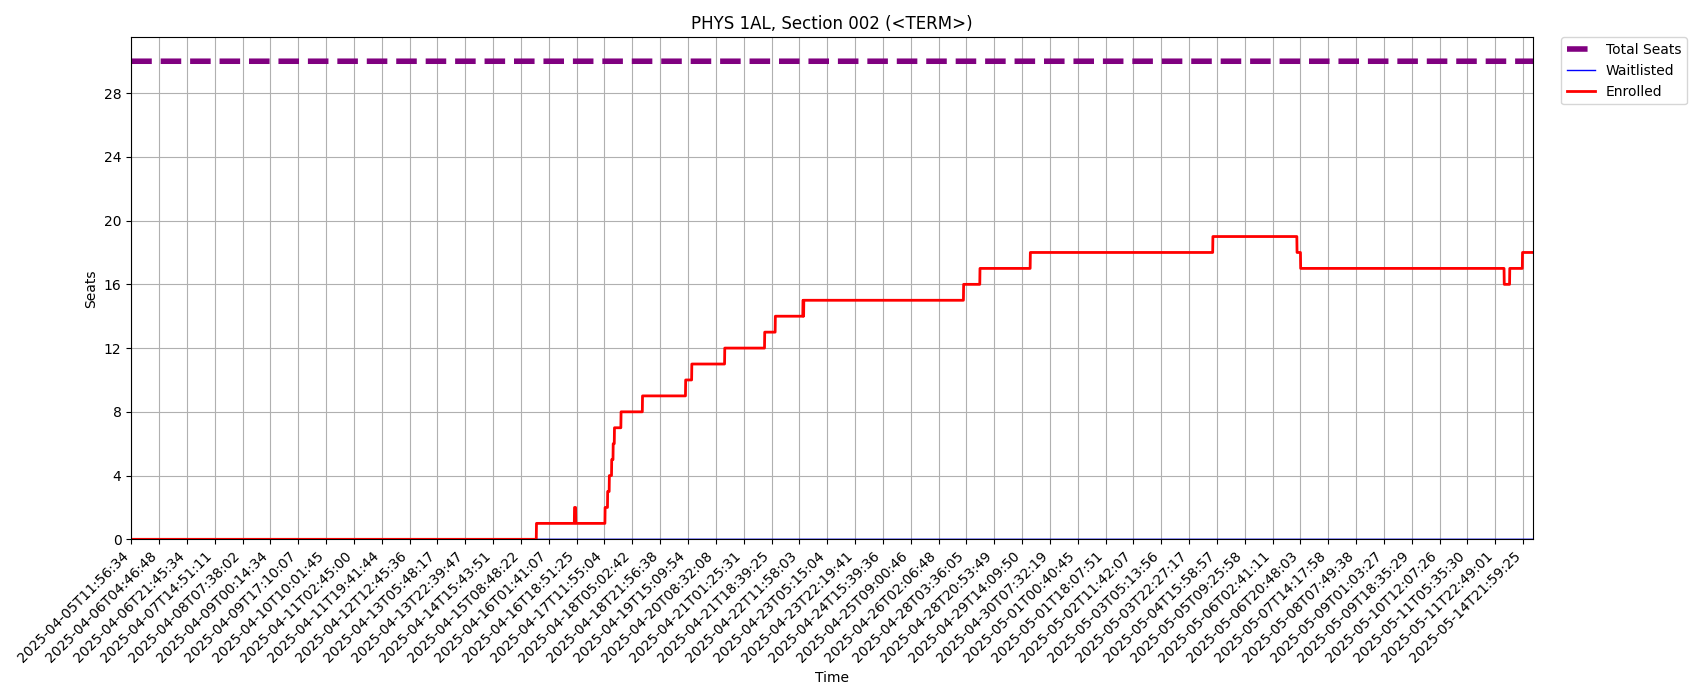 PHYS 1AL, Section 002 (<TERM>)
Total Seats
Waitlisted
Enrolled
28
24
20
16
12
8
4
0
Seats
2025-04-05T11:56:34
2025-04-06T04:46:48
2025-04-06T21:45:34
2025-04-07T14:51:11
2025-04-08T07:38:02
2025-04-09T00:14:34
2025-04-09T17:10:07
2025-04-10T10:01:45
2025-04-11T02:45:00
2025-04-11T19:41:44
2025-04-12T12:45:36
2025-04-13T05:48:17
2025-04-13T22:39:47
2025-04-14T15:43:51
2025-04-15T08:48:22
2025-04-16T01:41:07
2025-04-16T18:51:25
2025-04-17T11:55:04
2025-04-18T05:02:42
2025-04-18T21:56:38
2025-04-19T15:09:54
2025-04-20T08:32:08
2025-04-21T01:25:31
2025-04-21T18:39:25
2025-04-22T11:58:03
2025-04-23T05:15:04
2025-04-23T22:19:41
2025-04-24T15:39:36
2025-04-25T09:00:46
2025-04-26T02:06:48
2025-04-28T03:36:05
2025-04-28T20:53:49
2025-04-29T14:09:50
2025-04-30T07:32:19
2025-05-01T00:40:45
2025-05-01T18:07:51
2025-05-02T11:42:07
2025-05-03T05:13:56
2025-05-03T22:27:17
2025-05-04T15:58:57
2025-05-05T09:25:58
2025-05-06T02:41:11
2025-05-06T20:48:03
2025-05-07T14:17:58
2025-05-08T07:49:38
2025-05-09T01:03:27
2025-05-09T18:35:29
2025-05-10T12:07:26
2025-05-11T05:35:30
2025-05-11T22:49:01
2025-05-14T21:59:25
Time